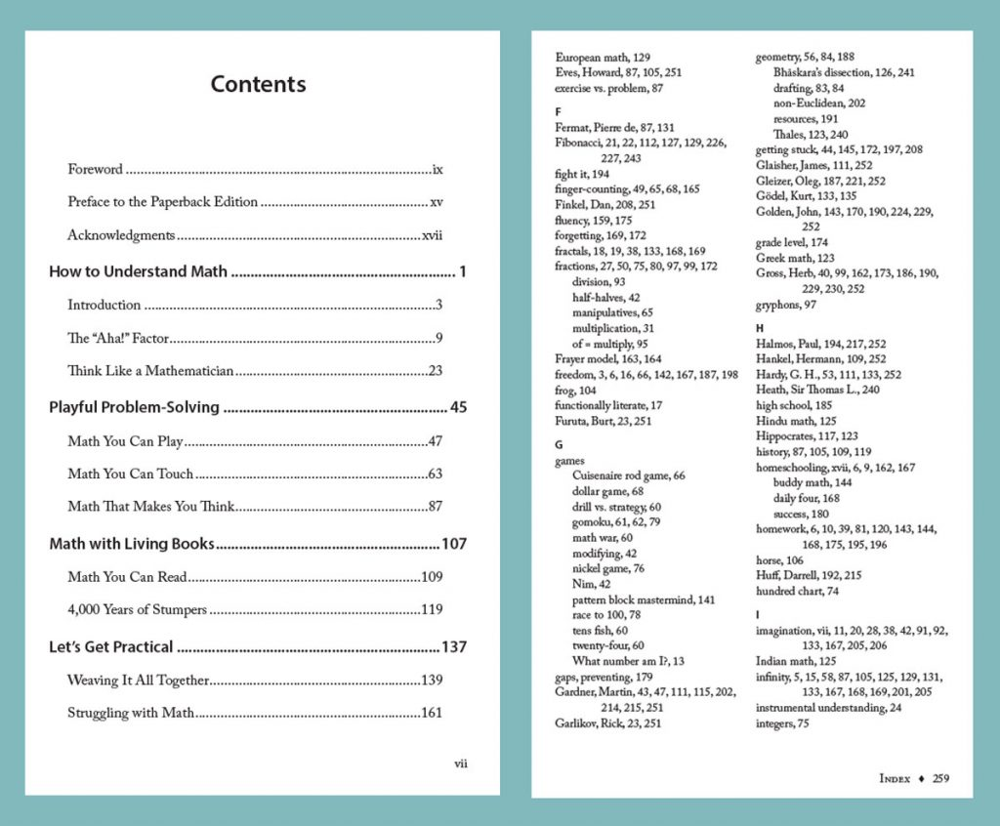 Contents
Foreword ........ ix
Preface to the Paperback Edition ........ xv
Acknowledgments ........ xvii
How to Understand Math ........ 1
Introduction ........ 3
The “Aha!” Factor ........ 9
Think Like a Mathematician ........ 23
Playful Problem-Solving ........ 45
Math You Can Play ........ 47
Math You Can Touch ........ 63
Math That Makes You Think ........ 87
Math with Living Books ........ 107
Math You Can Read ........ 109
4,000 Years of Stumpers ........ 119
Let’s Get Practical ........ 137
Weaving It All Together ........ 139
Struggling with Math ........ 161
vii
European math, 129
Eves, Howard, 87, 105, 251
exercise vs. problem, 87
F
Fermat, Pierre de, 87, 131
Fibonacci, 21, 22, 112, 127, 129, 226,
227, 243
fight it, 194
finger-counting, 49, 65, 68, 165
Finkel, Dan, 208, 251
fluency, 159, 175
forgetting, 169, 172
fractals, 18, 19, 38, 133, 168, 169
fractions, 27, 50, 75, 80, 97, 99, 172
division, 93
half-halves, 42
manipulatives, 65
multiplication, 31
of = multiply, 95
Frayer model, 163, 164
freedom, 3, 6, 16, 66, 142, 167, 187, 198
frog, 104
functionally literate, 17
Furuta, Burt, 23, 251
G
games
Cuisenaire rod game, 66
dollar game, 68
drill vs. strategy, 60
gomoku, 61, 62, 79
math war, 60
modifying, 42
nickel game, 76
Nim, 42
pattern block mastermind, 141
race to 100, 78
tens fish, 60
twenty-four, 60
What number am I?, 13
gaps, preventing, 179
Gardner, Martin, 43, 47, 111, 115, 202,
214, 215, 251
Garlikov, Rick, 23, 251
geometry, 56, 84, 188
Bhāskara’s dissection, 126, 241
drafting, 83, 84
non-Euclidean, 202
resources, 191
Thales, 123, 240
getting stuck, 44, 145, 172, 197, 208
Glaisher, James, 111, 252
Gleizer, Oleg, 187, 221, 252
Gödel, Kurt, 133, 135
Golden, John, 143, 170, 190, 224, 229,
252
grade level, 174
Greek math, 123
Gross, Herb, 40, 99, 162, 173, 186, 190,
229, 230, 252
gryphons, 97
H
Halmos, Paul, 194, 217, 252
Hankel, Hermann, 109, 252
Hardy, G. H., 53, 111, 133, 252
Heath, Sir Thomas L., 240
high school, 185
Hindu math, 125
Hippocrates, 117, 123
history, 87, 105, 109, 119
homeschooling, xvii, 6, 9, 162, 167
buddy math, 144
daily four, 168
success, 180
homework, 6, 10, 39, 81, 120, 143, 144,
168, 175, 195, 196
horse, 106
Huff, Darrell, 192, 215
hundred chart, 74
I
imagination, vii, 11, 20, 28, 38, 42, 91, 92,
133, 167, 205, 206
Indian math, 125
infinity, 5, 15, 58, 87, 105, 125, 129, 131,
133, 167, 168, 169, 201, 205
instrumental understanding, 24
integers, 75
Index ♦ 259